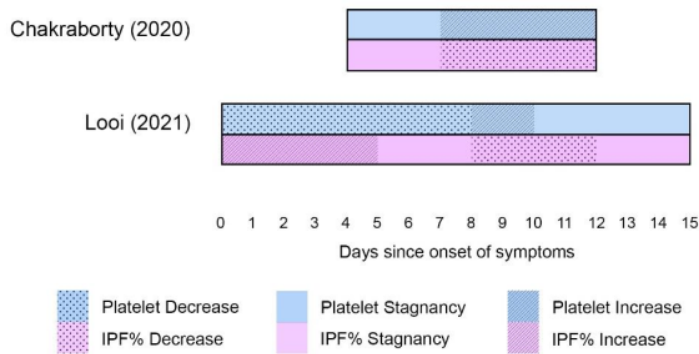 Chakraborty (2020)
Looi (2021)
0 1 2 3 4 5 6 7 8 9 10 11 12 13 14 15
Days since onset of symptoms
Platelet Decrease Platelet Stagnancy Platelet Increase
IPF% Decrease IPF% Stagnancy IPF% Increase